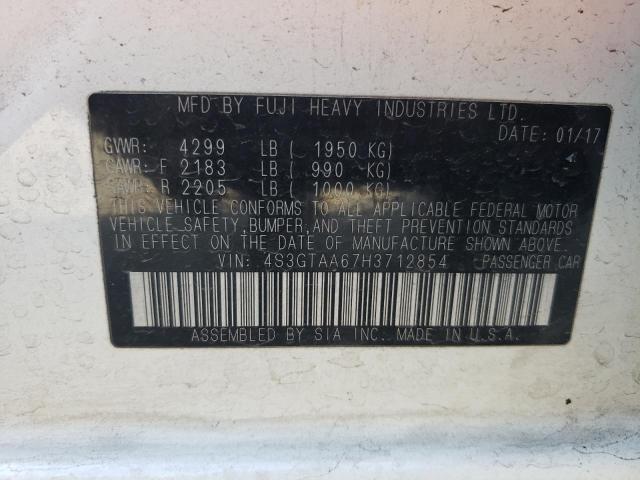 MFD BY FUJI HEAVY INDUSTRIES LTD.
DATE: 01/17
GVWR: 4299 LB ( 1950 KG)
GAWR: F 2183 LB ( 990 KG)
GAWR: R 2205 LB ( 1000 KG)
THIS VEHICLE CONFORMS TO ALL APPLICABLE FEDERAL MOTOR
VEHICLE SAFETY, BUMPER, AND THEFT PREVENTION STANDARDS
IN EFFECT ON THE DATE OF MANUFACTURE SHOWN ABOVE.
VIN: 4S3GTAA67H3712854 PASSENGER CAR
ASSEMBLED BY SIA INC. MADE IN U.S.A.